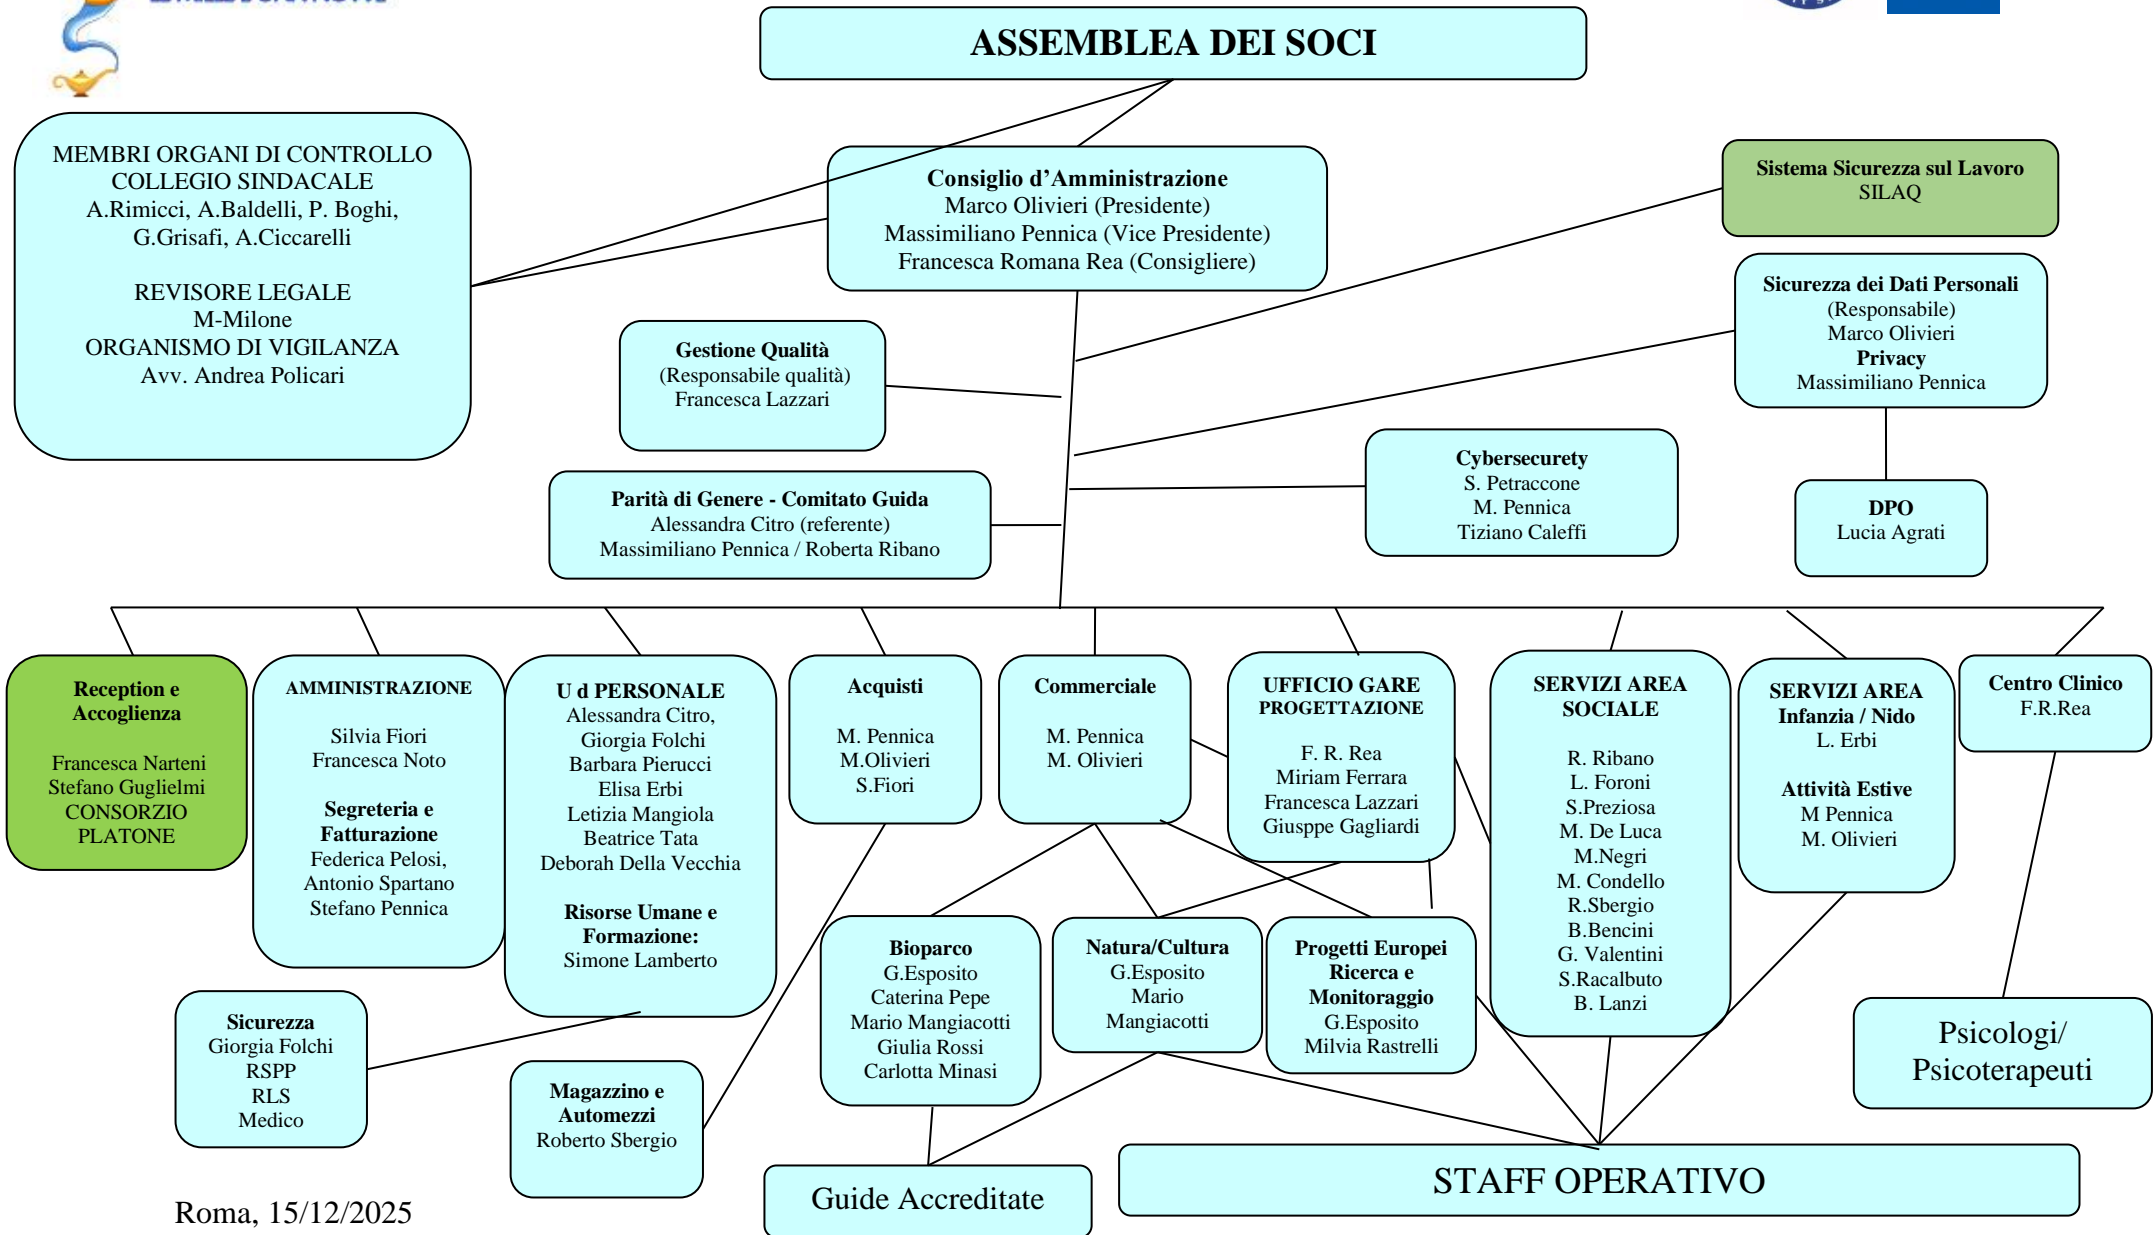 ASSEMBLEA DEI SOCI
MEMBRI ORGANI DI CONTROLLO
COLLEGIO SINDACALE
A.Rimicci, A.Baldelli, P. Boghi,
G.Grisafi, A.Ciccarelli
REVISORE LEGALE
M-Milone
ORGANISMO DI VIGILANZA
Avv. Andrea Policari
Consiglio d’Amministrazione
Marco Olivieri (Presidente)
Massimiliano Pennica (Vice Presidente)
Francesca Romana Rea (Consigliere)
Sistema Sicurezza sul Lavoro
SILAQ
Sicurezza dei Dati Personali
(Responsabile)
Marco Olivieri
Privacy
Massimiliano Pennica
Gestione Qualità
(Responsabile qualità)
Francesca Lazzari
Cybersecurety
S. Petraccone
M. Pennica
Tiziano Caleffi
Parità di Genere - Comitato Guida
Alessandra Citro (referente)
Massimiliano Pennica / Roberta Ribano
DPO
Lucia Agrati
Reception e
Accoglienza
Francesca Narteni
Stefano Guglielmi
CONSORZIO
PLATONE
AMMINISTRAZIONE
Silvia Fiori
Francesca Noto
Segreteria e
Fatturazione
Federica Pelosi,
Antonio Spartano
Stefano Pennica
U d PERSONALE
Alessandra Citro,
Giorgia Folchi
Barbara Pierucci
Elisa Erbi
Letizia Mangiola
Beatrice Tata
Deborah Della Vecchia
Risorse Umane e
Formazione:
Simone Lamberto
Acquisti
M. Pennica
M.Olivieri
S.Fiori
Commerciale
M. Pennica
M. Olivieri
UFFICIO GARE
PROGETTAZIONE
F. R. Rea
Miriam Ferrara
Francesca Lazzari
Giusppe Gagliardi
SERVIZI AREA
SOCIALE
R. Ribano
L. Foroni
S.Preziosa
M. De Luca
M.Negri
M. Condello
R.Sbergio
B.Bencini
G. Valentini
S.Racalbuto
B. Lanzi
SERVIZI AREA
Infanzia / Nido
L. Erbi
Attività Estive
M Pennica
M. Olivieri
Centro Clinico
F.R.Rea
Bioparco
G.Esposito
Caterina Pepe
Mario Mangiacotti
Giulia Rossi
Carlotta Minasi
Natura/Cultura
G.Esposito
Mario
Mangiacotti
Progetti Europei
Ricerca e
Monitoraggio
G.Esposito
Milvia Rastrelli
Sicurezza
Giorgia Folchi
RSPP
RLS
Medico
Magazzino e
Automezzi
Roberto Sbergio
Psicologi/
Psicoterapeuti
Guide Accreditate
STAFF OPERATIVO
Roma, 15/12/2025